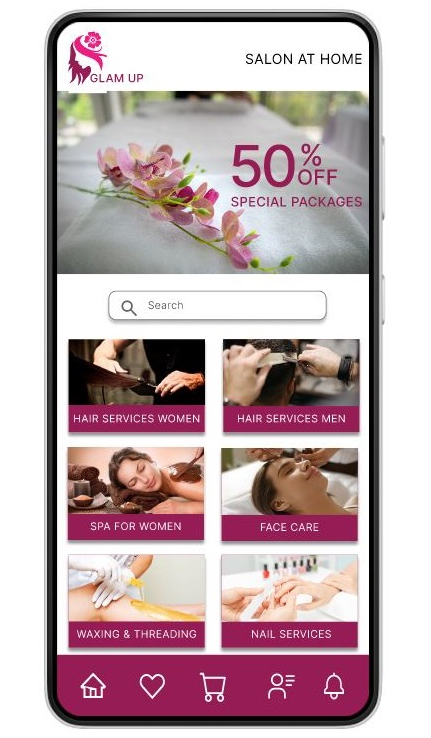 GLAM UP
SALON AT HOME
50% OFF
SPECIAL PACKAGES
Search
HAIR SERVICES WOMEN
HAIR SERVICES MEN
SPA FOR WOMEN
FACE CARE
WAXING & THREADING
NAIL SERVICES